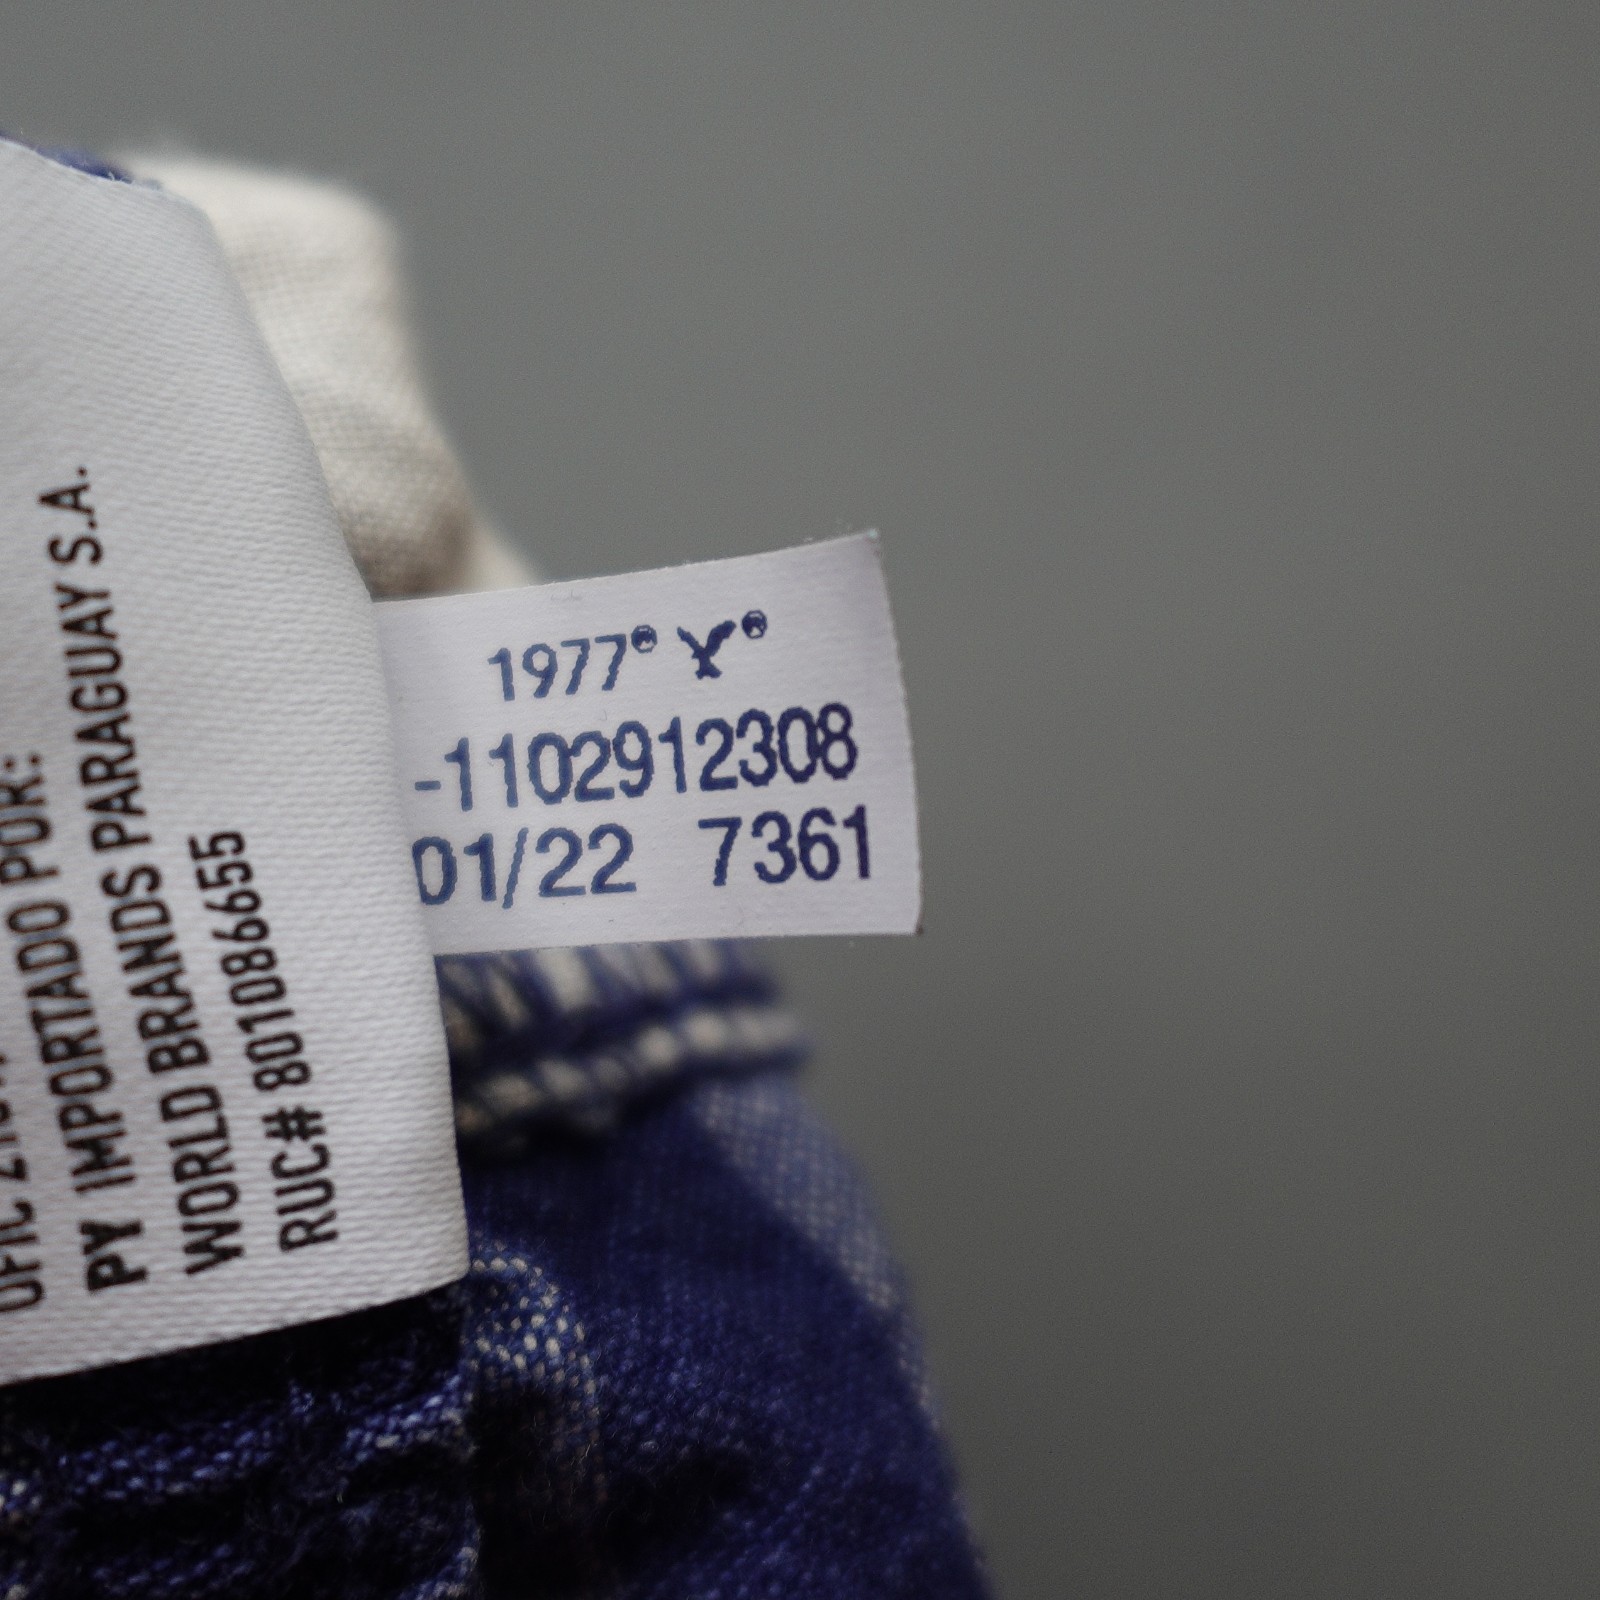 PY IMPORTADO POR:
WORLD BRANDS PARAGUAY S.A.
RUC# 80108665­5
1977®
-1102912308
01/22 7361